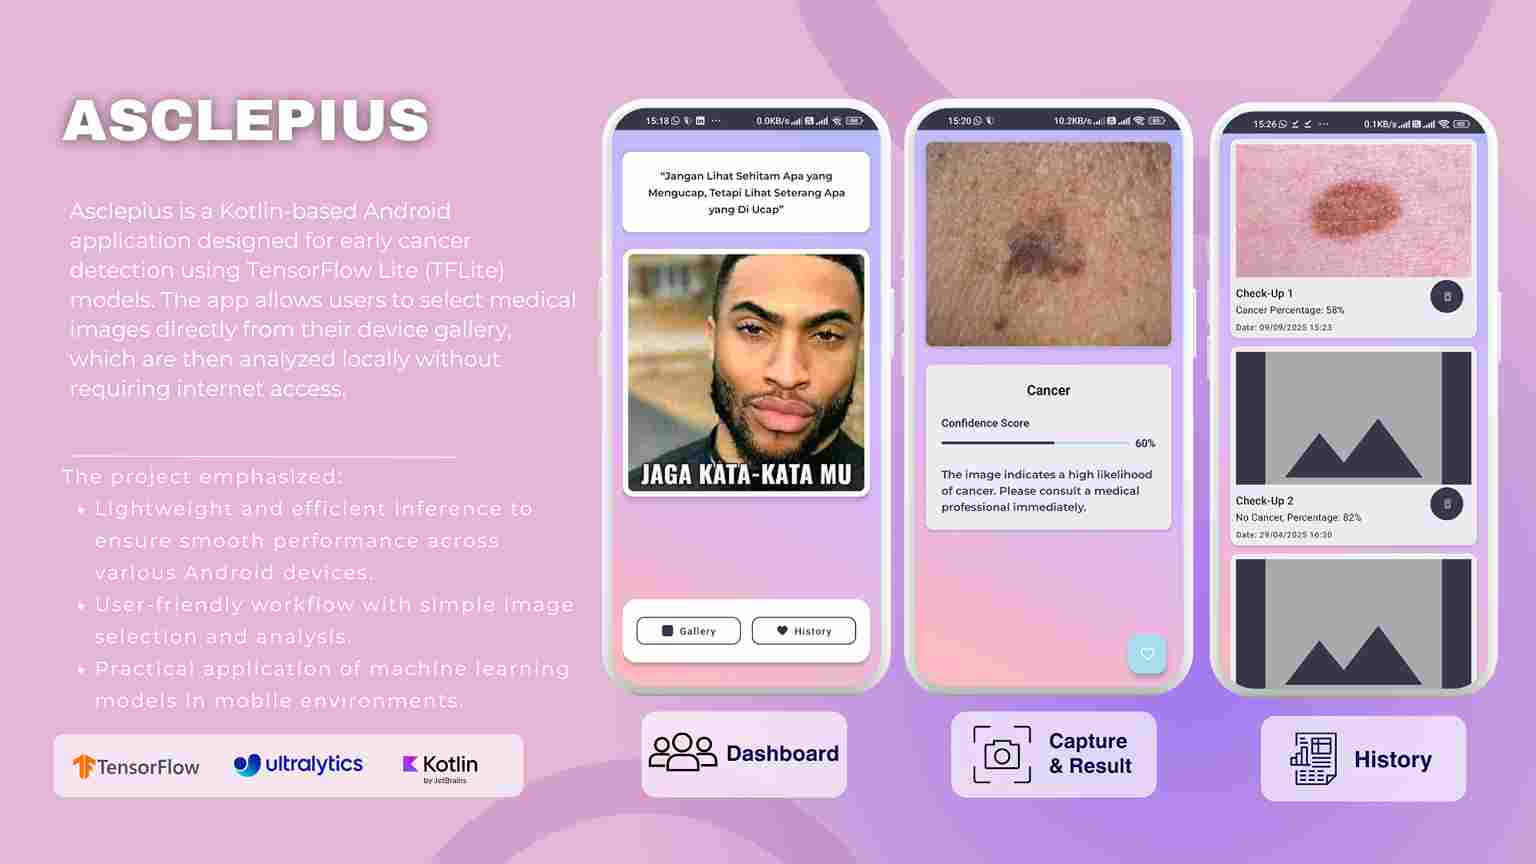 ASCLEPIUS
Asclepius is a Kotlin-based Android
application designed for early cancer
detection using TensorFlow Lite (TFLite)
models. The app allows users to select medical
images directly from their device gallery,
which are then analyzed locally without
requiring internet access.
The project emphasized:
• Lightweight and efficient inference to
ensure smooth performance across
various Android devices.
• User-friendly workflow with simple image
selection and analysis.
• Practical application of machine learning
models in mobile environments.
TensorFlow
ultralytics
Kotlin
by JetBrains
15:18
0.0KB/s
"Jangan Lihat Sehitam Apa yang
Mengucap, Tetapi Lihat Seterang Apa
yang Di Ucap"
JAGA KATA-KATA MU
Gallery
History
Dashboard
15:20
10.2KB/s
Cancer
Confidence Score
60%
The image indicates a high likelihood
of cancer. Please consult a medical
professional immediately.
Capture
& Result
15:26
0.1KB/s
Check-Up 1
Cancer Percentage: 58%
Date: 09/09/2025 15:23
Check-Up 2
No Cancer, Percentage: 82%
Date: 29/04/2025 16:30
History